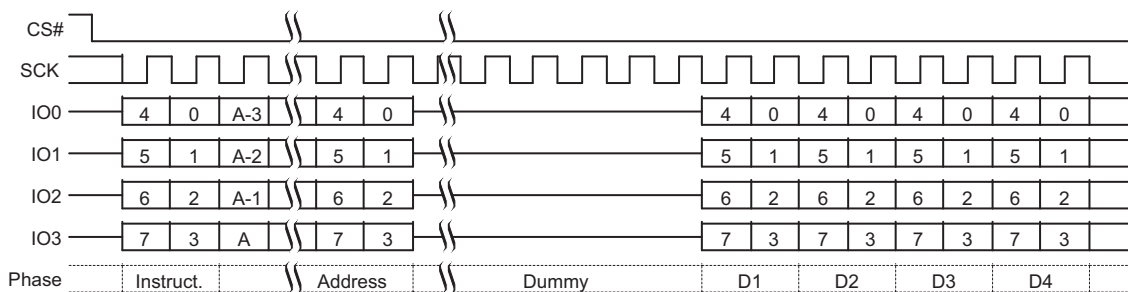 CS#
SCK
IO0 4 0 A-3 4 0 4 0 4 0 4 0 4 0
IO1 5 1 A-2 5 1 5 1 5 1 5 1 5 1
IO2 6 2 A-1 6 2 6 2 6 2 6 2 6 2
IO3 7 3 A 7 3 7 3 7 3 7 3 7 3
Phase Instruct. Address Dummy D1 D2 D3 D4